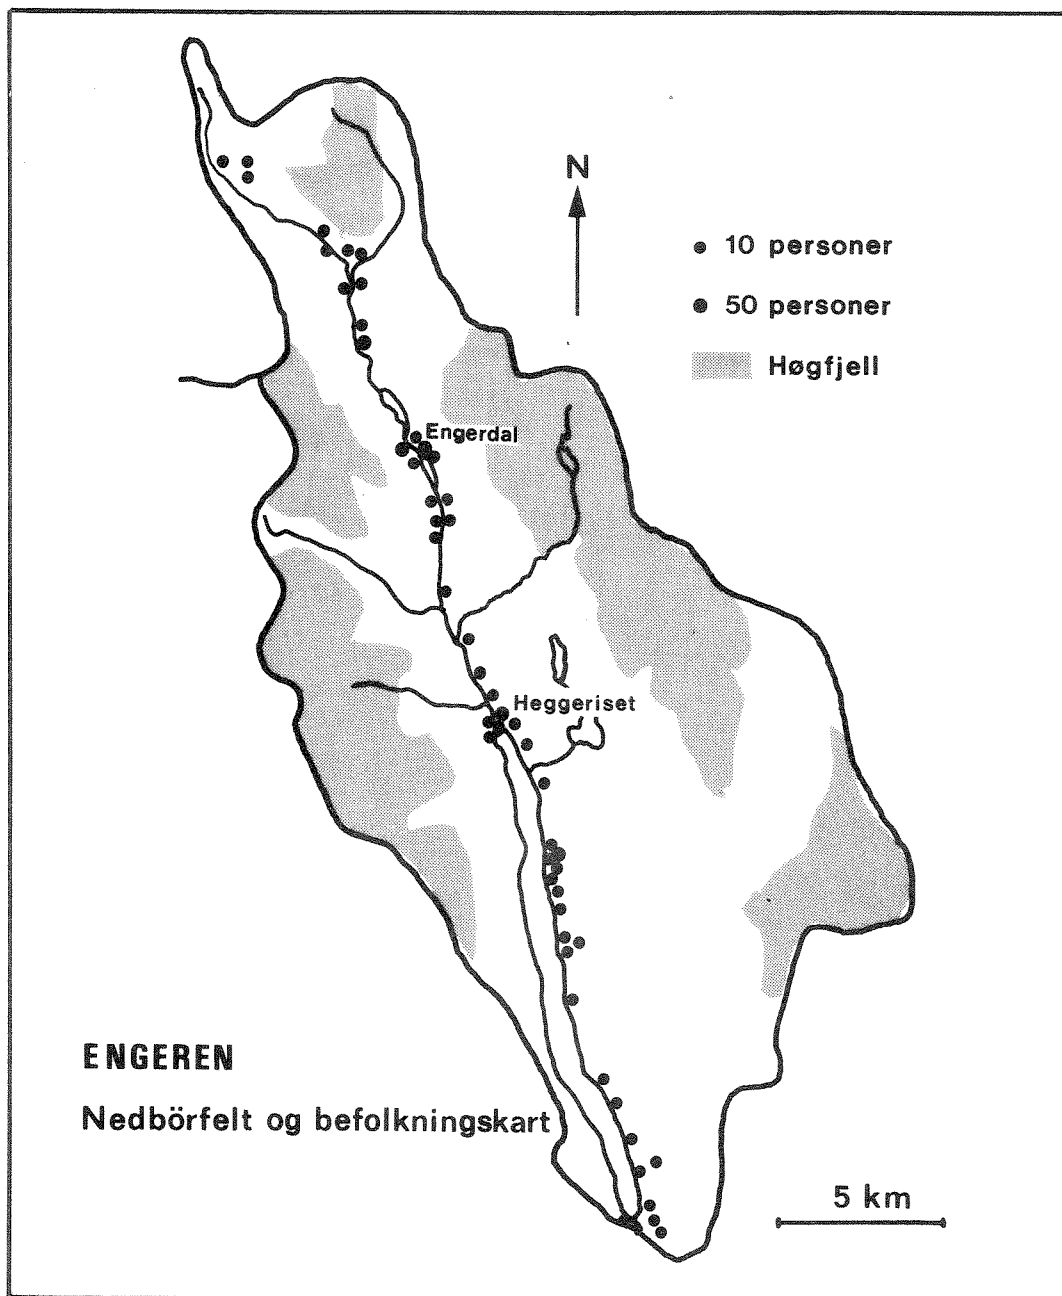 N
10 personer
50 personer
Høgfjell
Engerdal
Heggeriset
ENGEREN
Nedbörfelt og befolkningskart
5 km